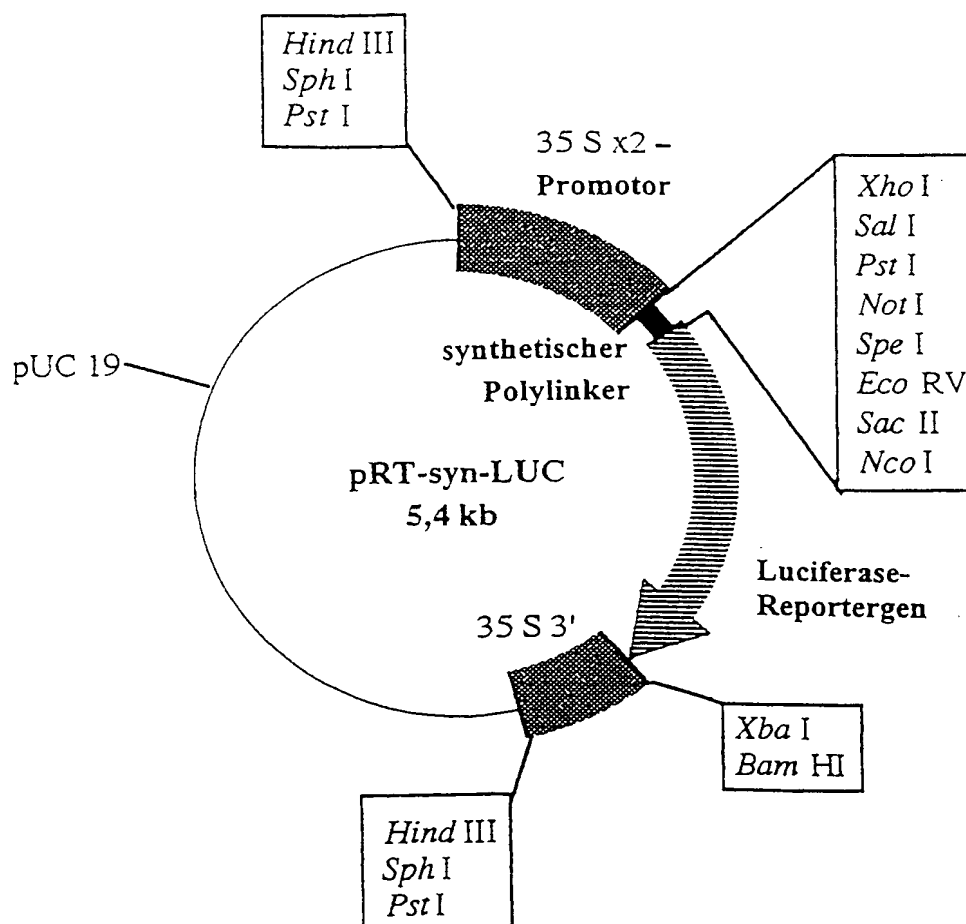 Hind III
Sph I
Pst I
35 S x2 –
Promotor
Xho I
Sal I
Pst I
Not I
Spe I
Eco RV
Sac II
Nco I
synthetischer
Polylinker
pUC 19
pRT-syn-LUC
5,4 kb
Luciferase-
Reportergen
35 S 3'
Xba I
Bam HI
Hind III
Sph I
Pst I